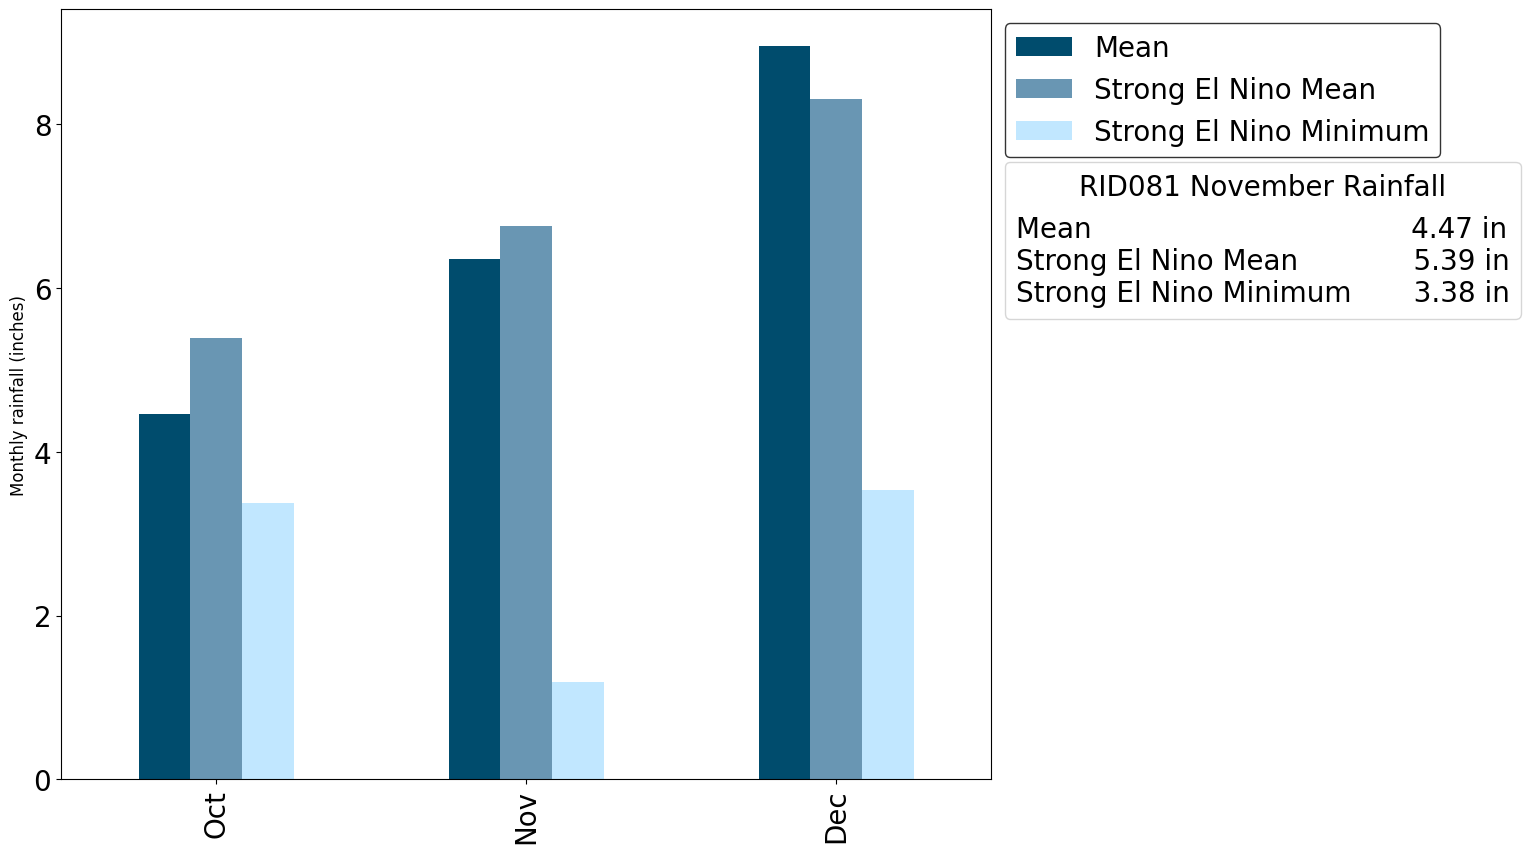 Monthly rainfall (inches)
8
6
4
2
0
Oct
Nov
Dec
Mean
Strong El Nino Mean
Strong El Nino Minimum
RID081 November Rainfall
Mean 4.47 in
Strong El Nino Mean 5.39 in
Strong El Nino Minimum 3.38 in